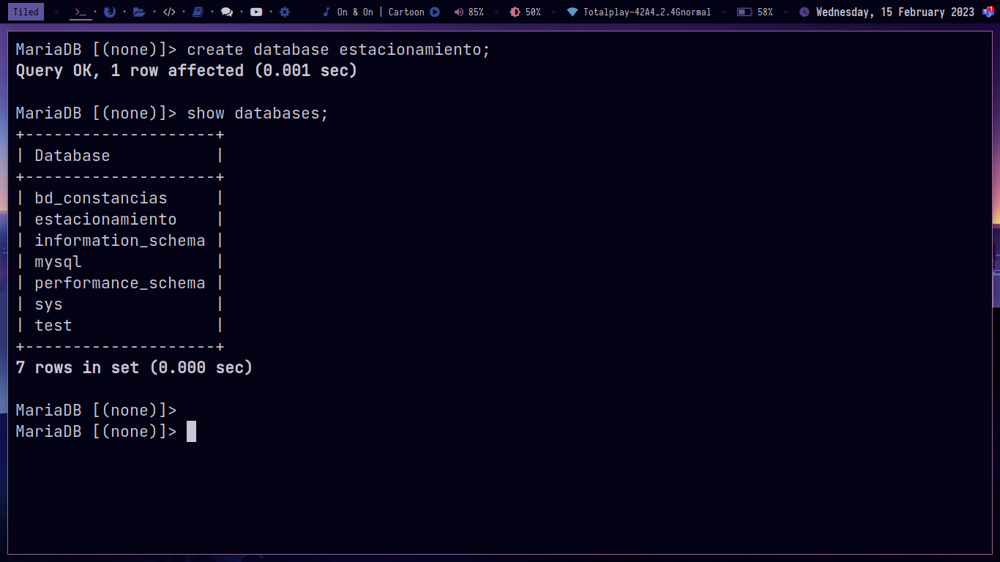 Tiled On & On | Cartoon 85% 50% Totalplay-42A4_2.4Gnormal 58% Wednesday, 15 February 2023 1
MariaDB [(none)]> create database estacionamiento;
Query OK, 1 row affected (0.001 sec)
MariaDB [(none)]> show databases;
+--------------------+
| Database           |
+--------------------+
| bd_constancias     |
| estacionamiento    |
| information_schema |
| mysql              |
| performance_schema |
| sys                |
| test               |
+--------------------+
7 rows in set (0.000 sec)
MariaDB [(none)]>
MariaDB [(none)]>